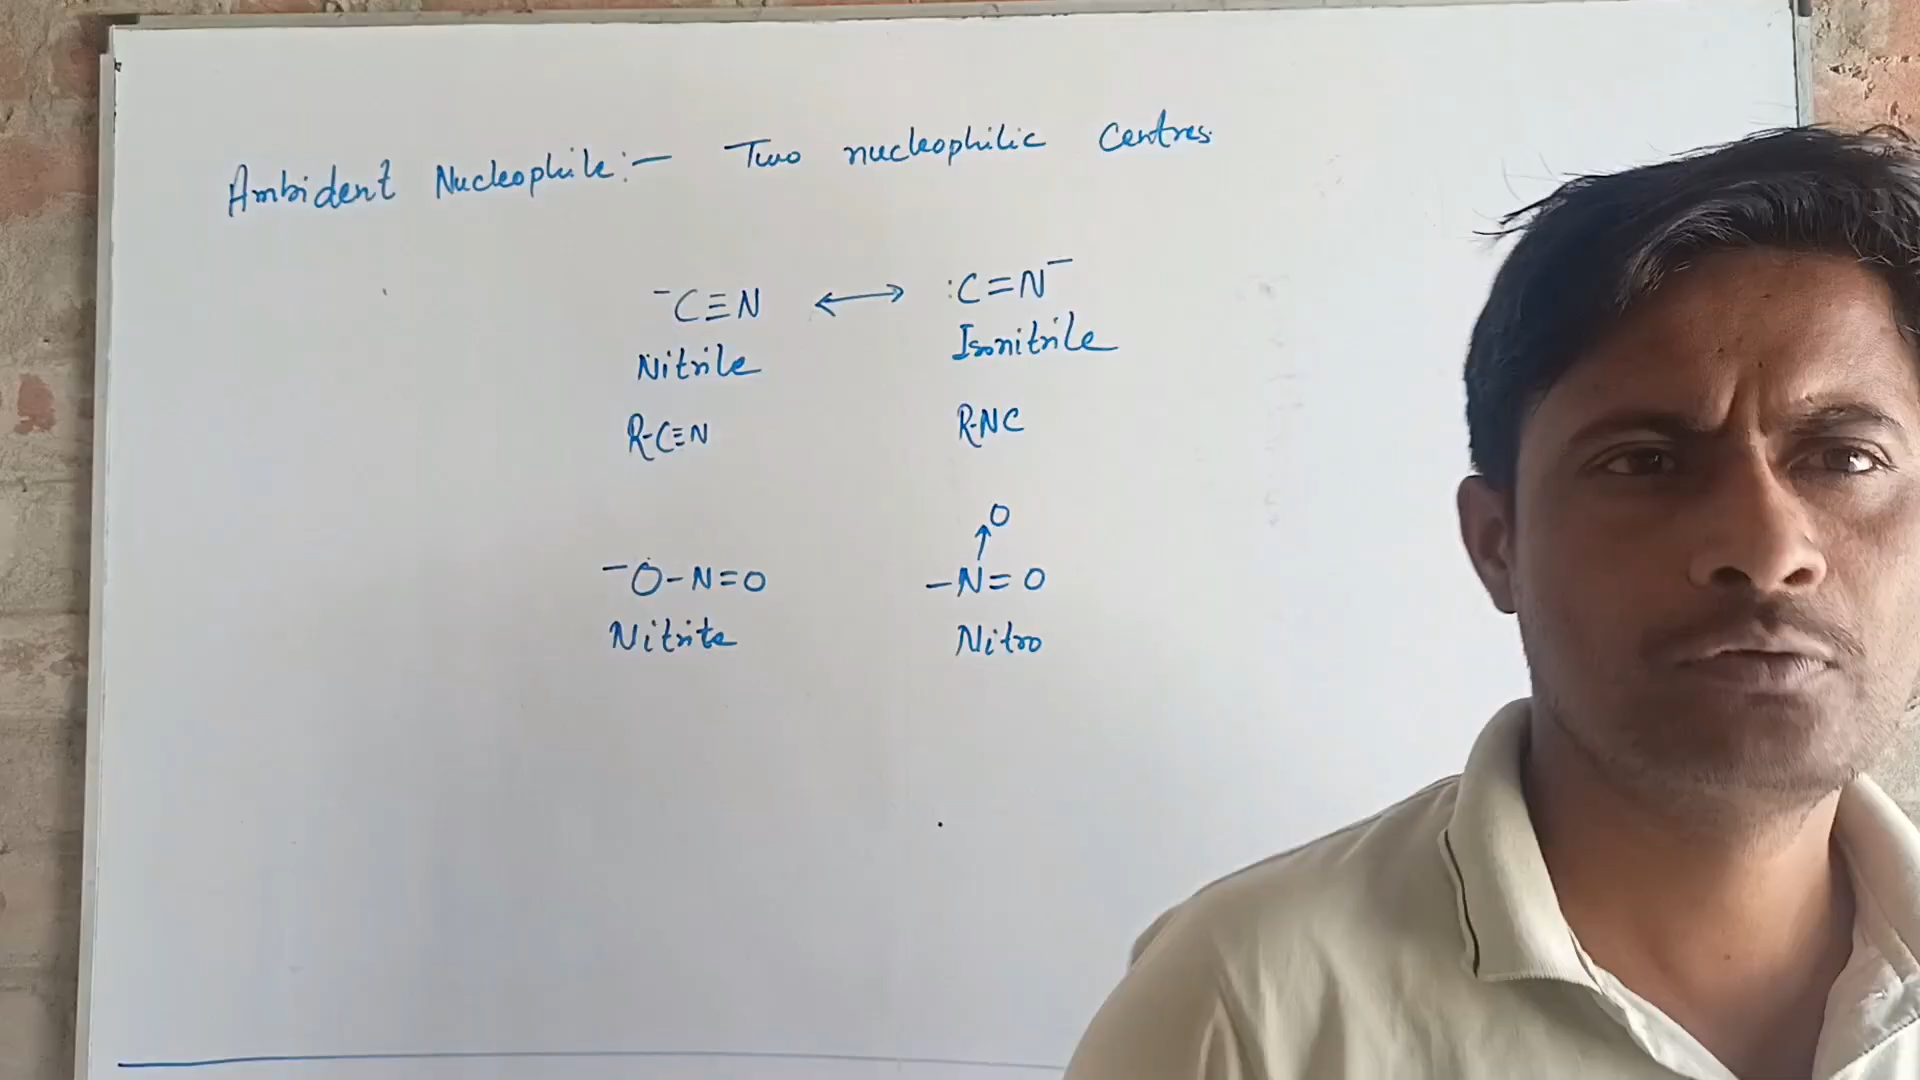 Ambident Nucleophile:— Two nucleophilic Centres.
⁻C≡N ⟷ :C=N⁻
Nitrile Isonitrile
R-C≡N R-NC
O
↑
⁻Ö-N=O -N=O
Nitrite Nitro